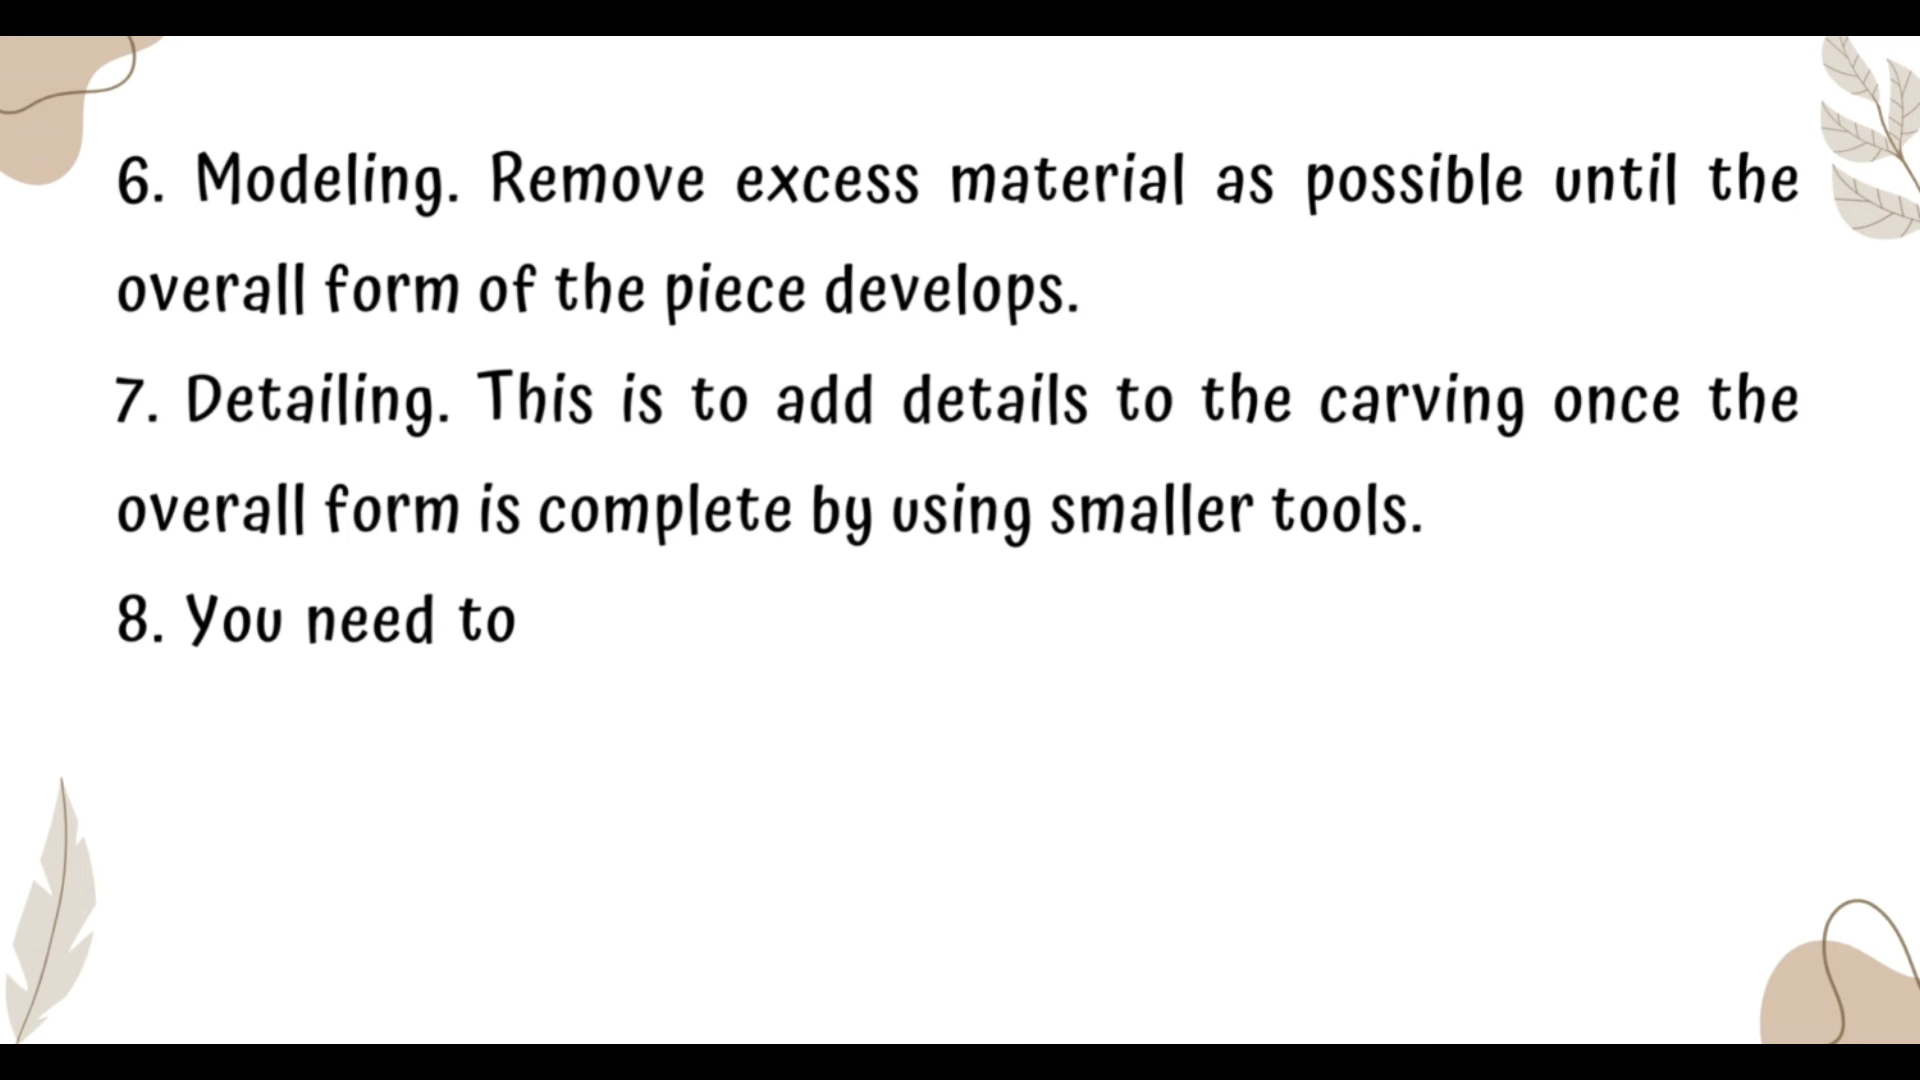 6. Modeling. Remove excess material as possible until the
overall form of the piece develops.
7. Detailing. This is to add details to the carving once the
overall form is complete by using smaller tools.
8. You need to